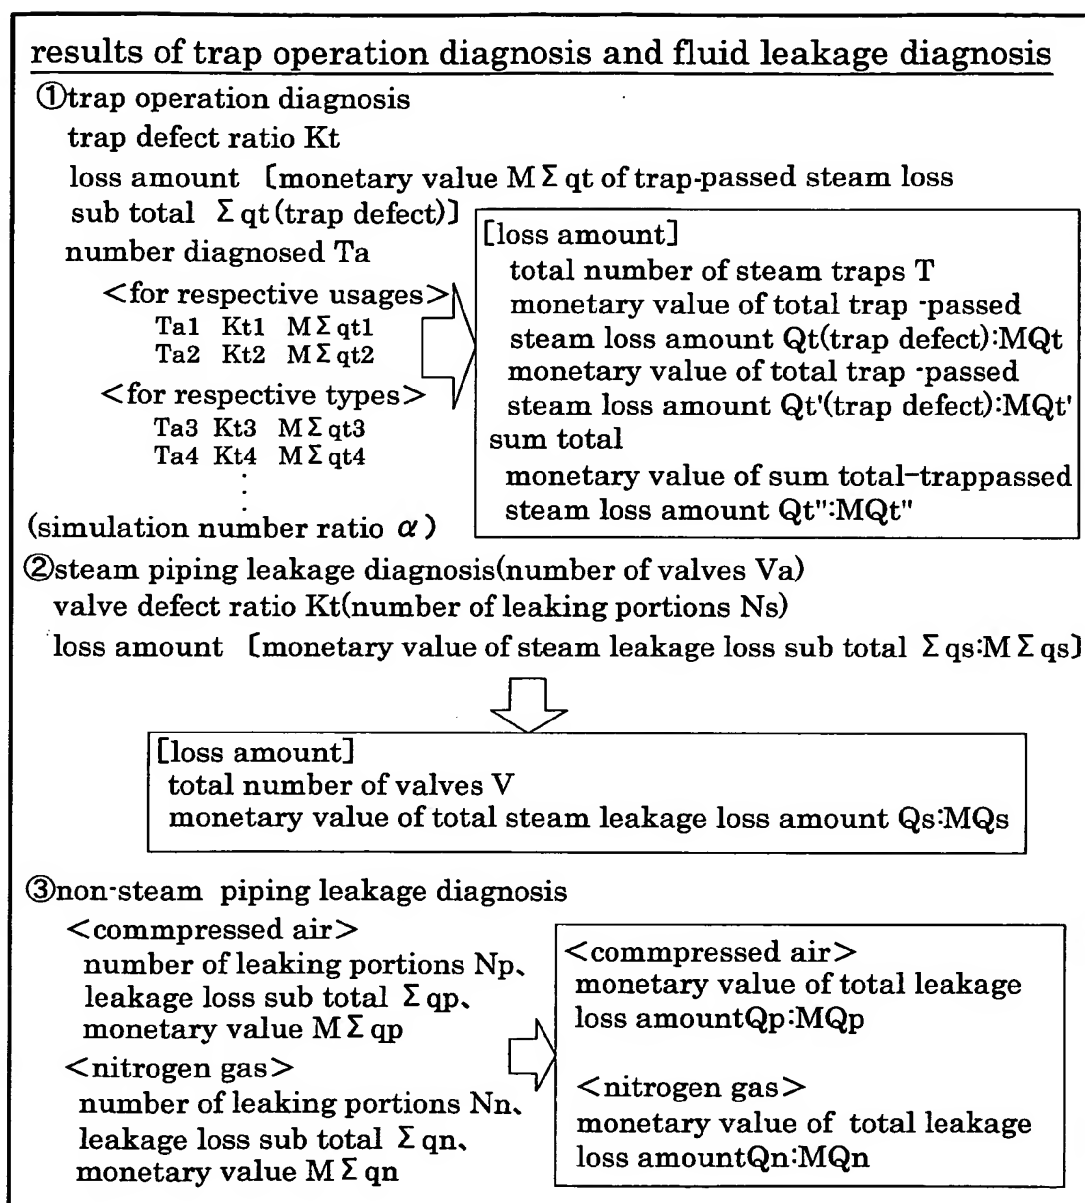 results of trap operation diagnosis and fluid leakage diagnosis
①trap operation diagnosis
trap defect ratio Kt
loss amount 〔monetary value MΣqt of trap-passed steam loss
sub total Σqt(trap defect)〕
number diagnosed Ta
<for respective usages>
Ta1 Kt1 MΣqt1
Ta2 Kt2 MΣqt2
<for respective types>
Ta3 Kt3 MΣqt3
Ta4 Kt4 MΣqt4
⋮
(simulation number ratio α)
[loss amount]
total number of steam traps T
monetary value of total trap -passed
steam loss amount Qt(trap defect):MQt
monetary value of total trap -passed
steam loss amount Qt'(trap defect):MQt'
sum total
monetary value of sum total-trappassed
steam loss amount Qt":MQt"
②steam piping leakage diagnosis(number of valves Va)
valve defect ratio Kt(number of leaking portions Ns)
loss amount 〔monetary value of steam leakage loss sub total Σqs:MΣqs〕
[loss amount]
total number of valves V
monetary value of total steam leakage loss amount Qs:MQs
③non-steam piping leakage diagnosis
<commpressed air>
number of leaking portions Np、
leakage loss sub total Σqp、
monetary value MΣqp
<nitrogen gas>
number of leaking portions Nn、
leakage loss sub total Σqn、
monetary value MΣqn
<commpressed air>
monetary value of total leakage
loss amountQp:MQp
<nitrogen gas>
monetary value of total leakage
loss amountQn:MQn